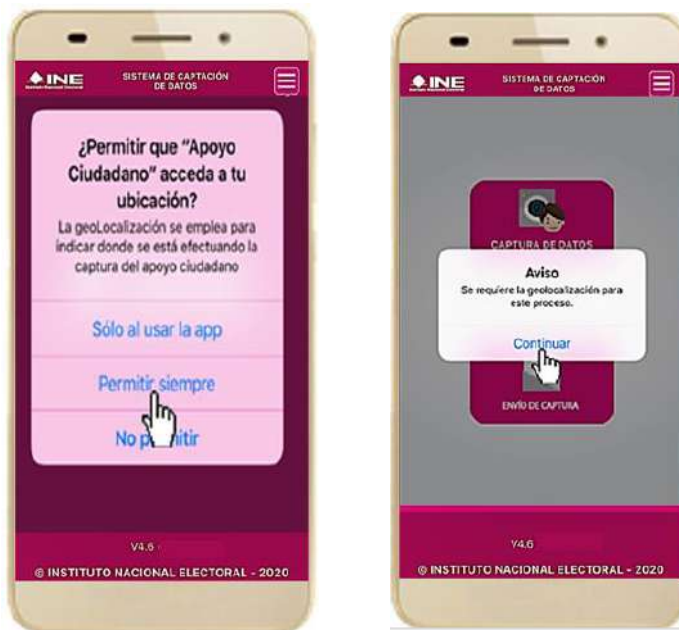 INE
SISTEMA DE CAPTACIÓN
DE DATOS
¿Permitir que "Apoyo
Ciudadano" acceda a tu
ubicación?
La geoLocalización se emplea para
indicar donde se está efectuando la
captura del apoyo ciudadano
Sólo al usar la app
Permitir siempre
V4.6
© INSTITUTO NACIONAL ELECTORAL - 2020
INE
SISTEMA DE CAPTACIÓN
DE DATOS
CAPTURA DE DATOS
Aviso
Se requiere la geolocalización para
este proceso.
Continuar
ENVÍO DE CAPTURA
V4.6
© INSTITUTO NACIONAL ELECTORAL - 2020